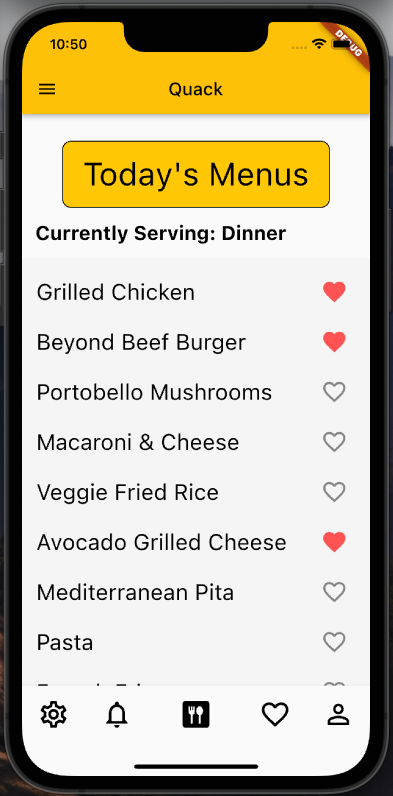 10:50
DEBUG
Quack
Today's Menus
Currently Serving: Dinner
Grilled Chicken
Beyond Beef Burger
Portobello Mushrooms
Macaroni & Cheese
Veggie Fried Rice
Avocado Grilled Cheese
Mediterranean Pita
Pasta